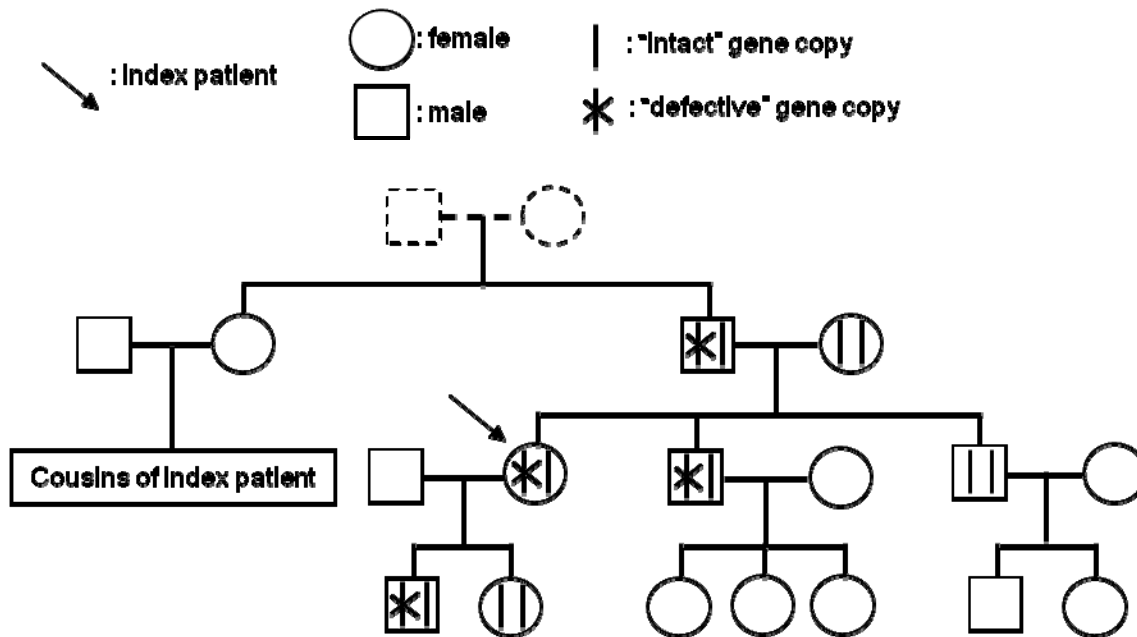 : Index patient
: female
: male
: "Intact" gene copy
: "defective" gene copy
Cousins of Index patient